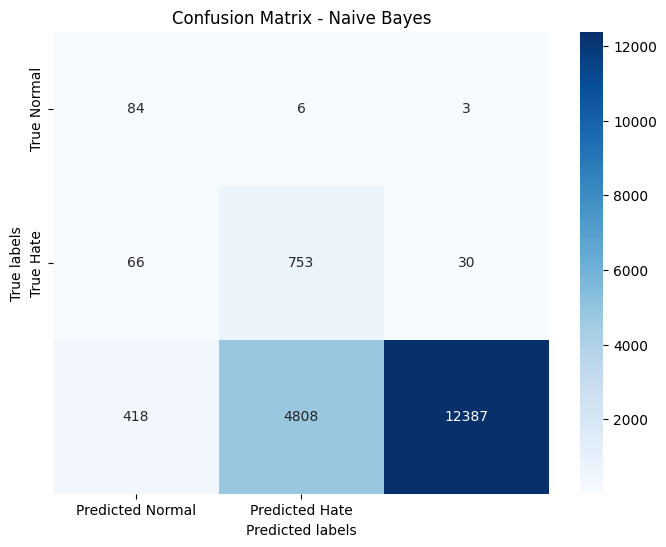 Confusion Matrix - Naive Bayes
True labels
True Normal
84
6
3
True Hate
66
753
30
418
4808
12387
Predicted Normal
Predicted Hate
Predicted labels
12000
10000
8000
6000
4000
2000